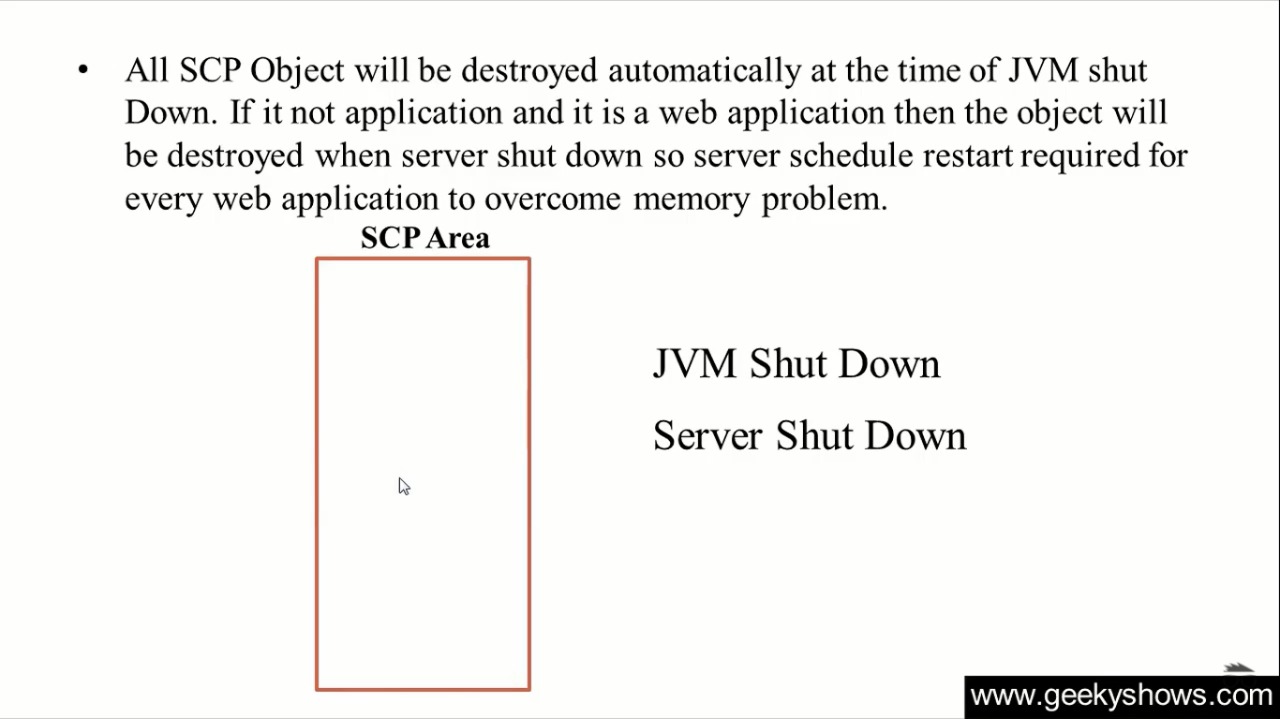 • All SCP Object will be destroyed automatically at the time of JVM shut
Down. If it not application and it is a web application then the object will
be destroyed when server shut down so server schedule restart required for
every web application to overcome memory problem.
SCP Area
JVM Shut Down
Server Shut Down
www.geekyshows.com